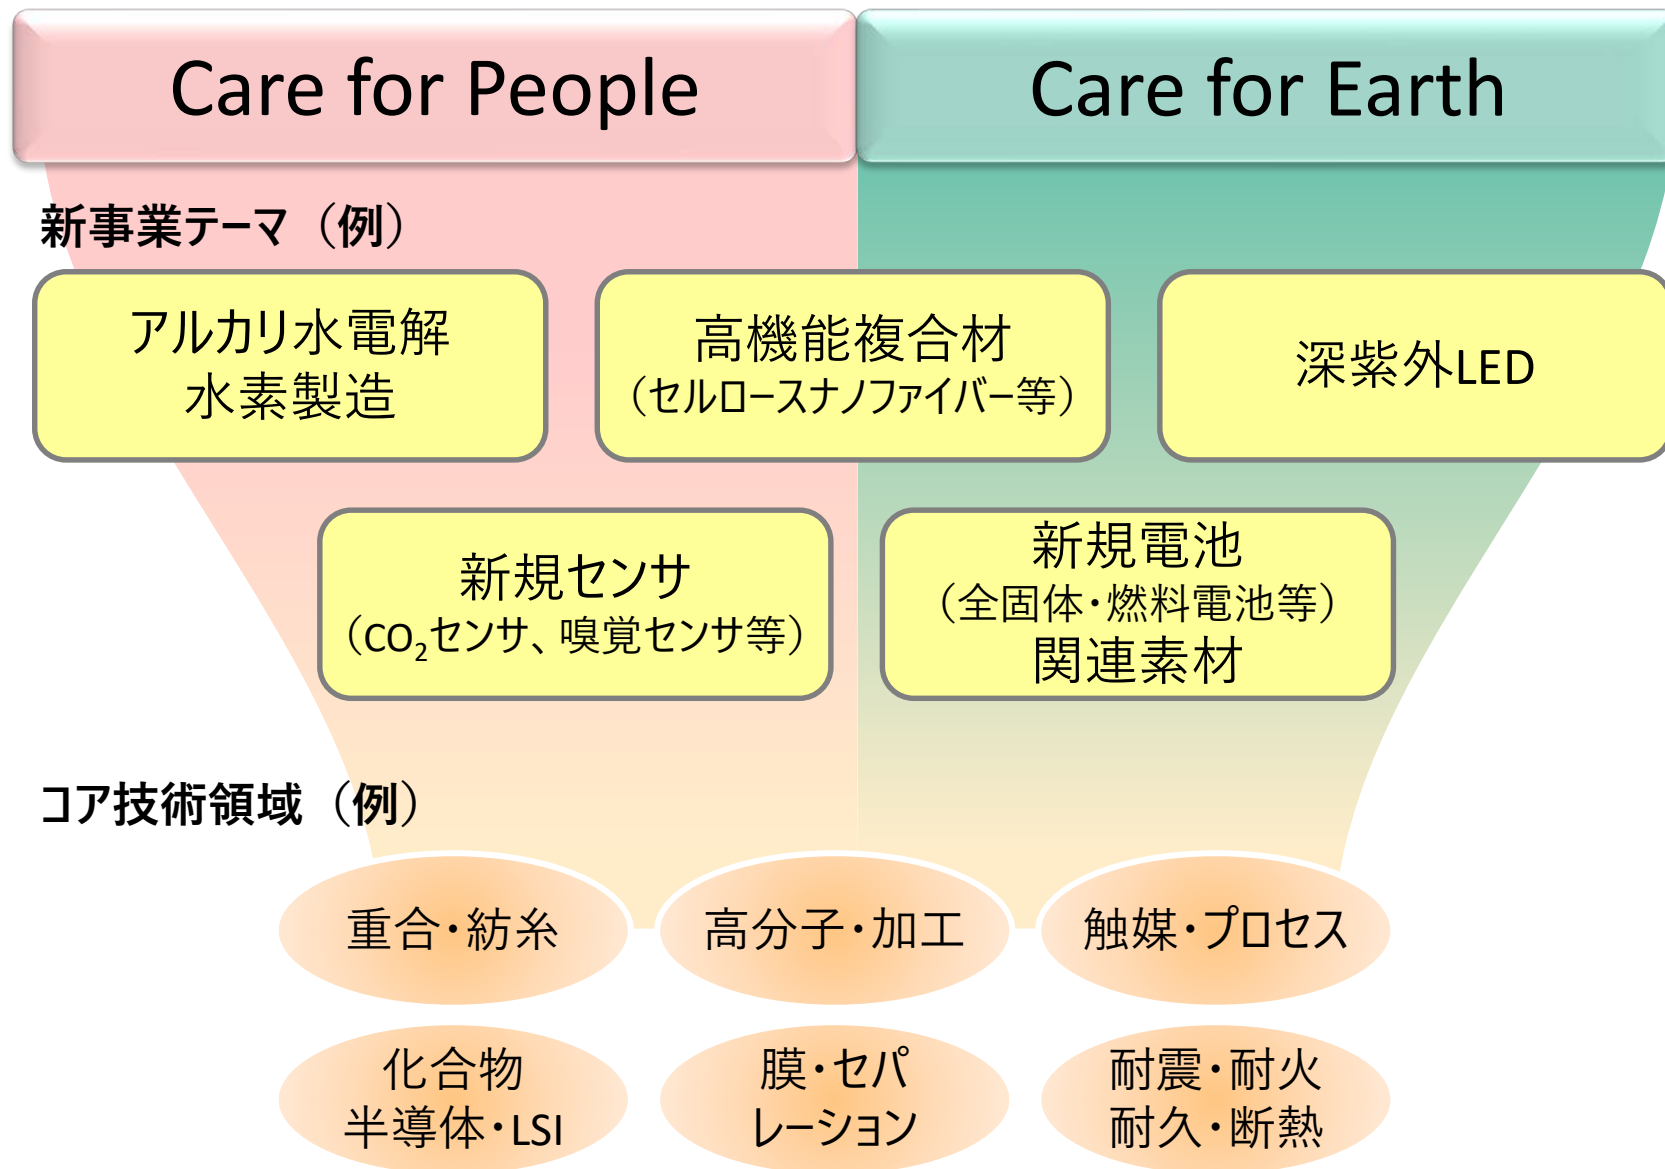 Care for People
Care for Earth
新事業テーマ（例）
アルカリ水電解
水素製造
高機能複合材
（セルロースナノファイバー等）
深紫外LED
新規センサ
（CO₂センサ、嗅覚センサ等）
新規電池
（全固体・燃料電池等）
関連素材
コア技術領域（例）
重合・紡糸
高分子・加工
触媒・プロセス
化合物
半導体・LSI
膜・セパ
レーション
耐震・耐火
耐久・断熱